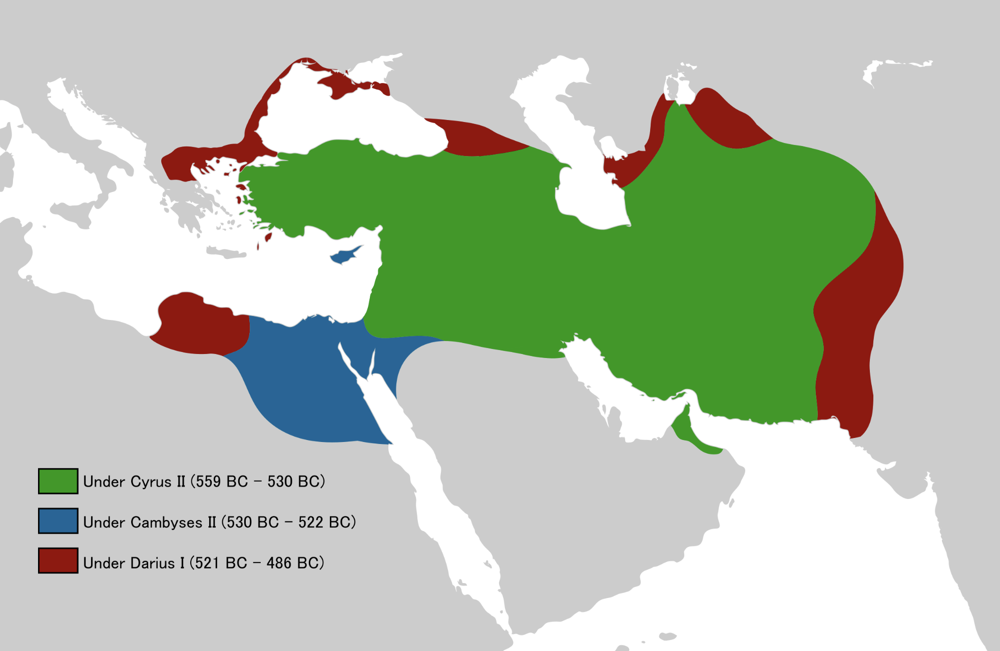 Under Cyrus II (559 BC – 530 BC)
Under Cambyses II (530 BC – 522 BC)
Under Darius I (521 BC – 486 BC)